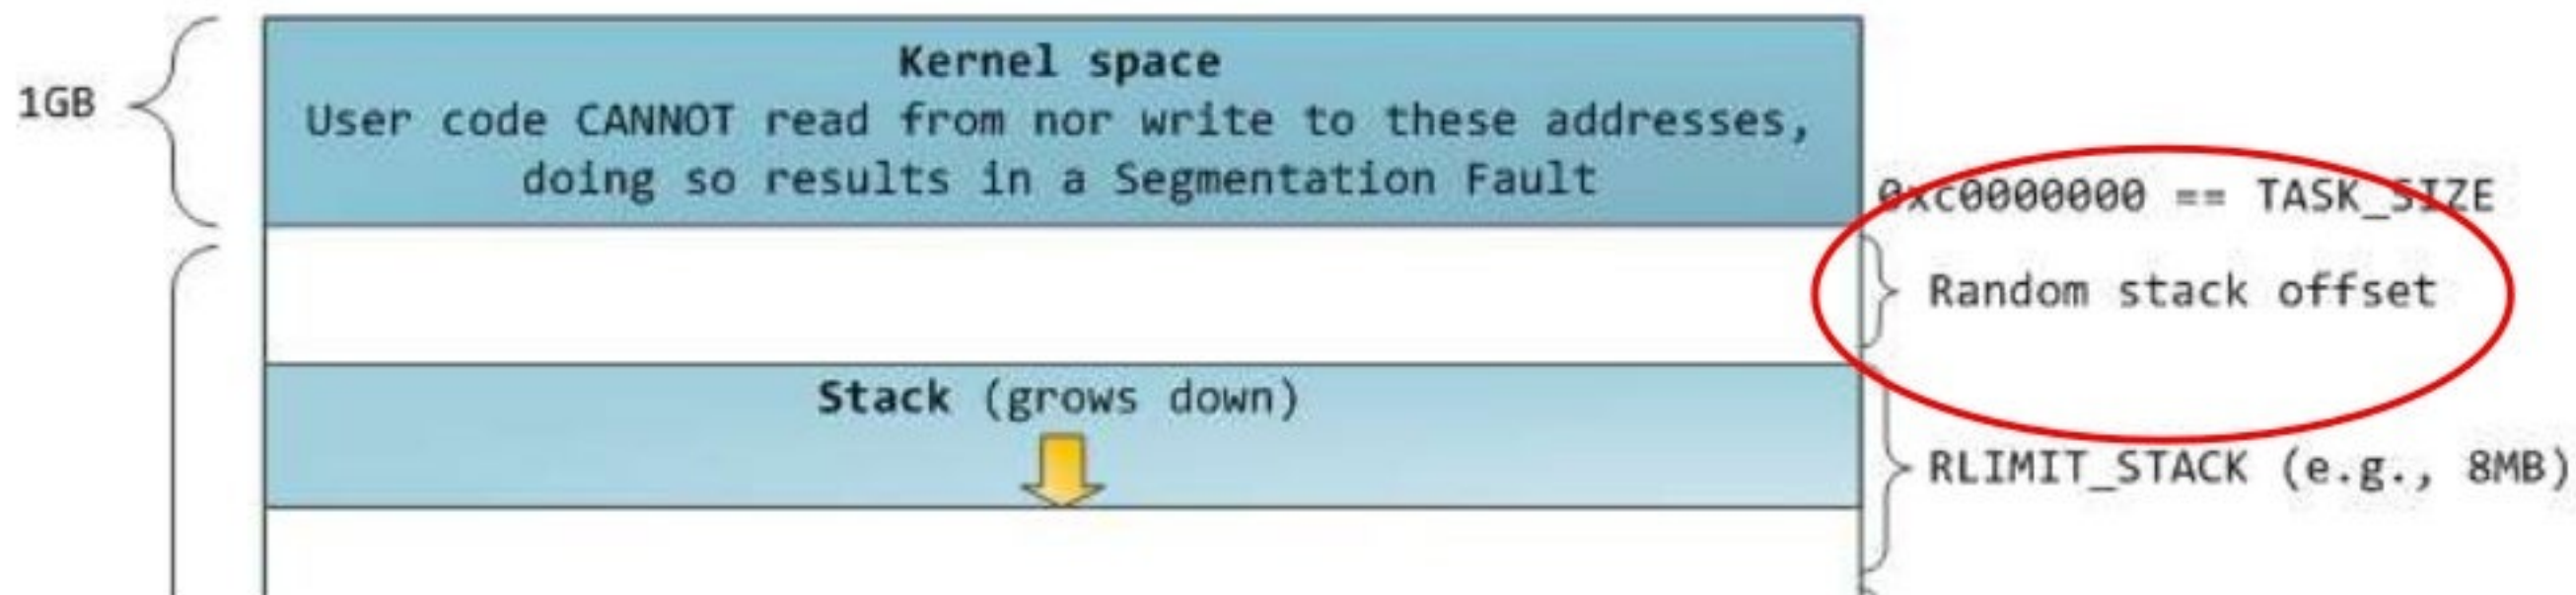 Kernel space
1GB
User code CANNOT read from nor write to these addresses,
doing so results in a Segmentation Fault
0xc0000000 == TASK_SIZE
Random stack offset
Stack (grows down)
RLIMIT_STACK (e.g., 8MB)